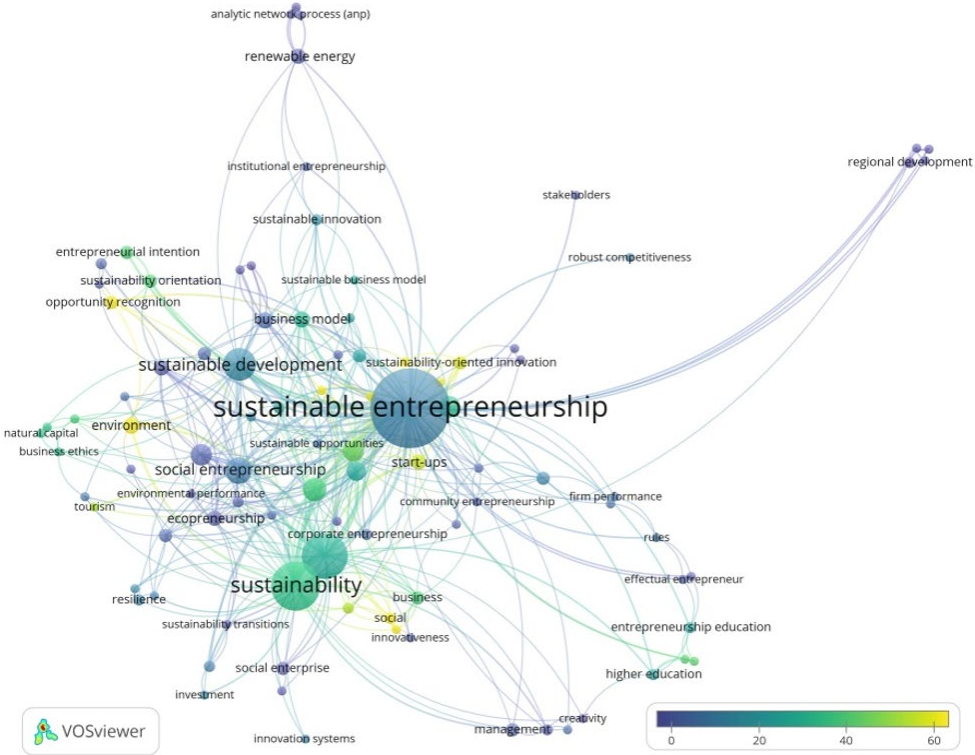 analytic network process (anp)
renewable energy
regional development
institutional entrepreneurship
stakeholders
sustainable innovation
entrepreneurial intention
robust competitiveness
sustainability orientation
sustainable business model
opportunity recognition
business model
sustainable development
sustainability-oriented innovation
sustainable entrepreneurship
environment
natural capital
sustainable opportunities
business ethics
start-ups
social entrepreneurship
environmental performance
firm performance
community entrepreneurship
tourism
ecopreneurship
corporate entrepreneurship
rules
effectual entrepreneur
sustainability
resilience
business
social
sustainability transitions
entrepreneurship education
innovativeness
social enterprise
higher education
investment
creativity
management
innovation systems
VOSviewer
0 20 40 60